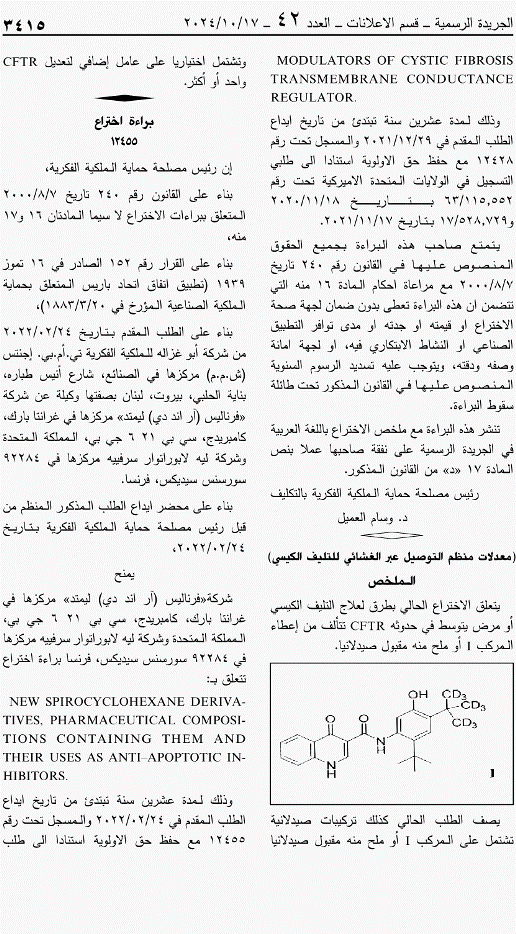 الجريدة الرسمية – قسم الاعلانات – العدد ٤٢ – ٢٠٢٤/١٠/١٧
٣٤١٥
MODULATORS OF CYSTIC FIBROSIS
TRANSMEMBRANE CONDUCTANCE
REGULATOR.
وذلك لمدة عشرين سنة تبتدئ من تاريخ ايداع
الطلب المقدم في ٢٠٢١/١٢/٢٩ والمسجل تحت رقم
١٢٤٢٨ مع حفظ حق الاولوية استنادا الى طلبي
التسجيل في الولايات المتحدة الاميركية تحت رقم
٦٣/١١٥,٥٥٢ بتاريخ ٢٠٢٠/١١/١٨
و١٧/٥٢٨,٧٢٩ بتاريخ ٢٠٢١/١١/١٧.
يتمتع صاحب هذه البراءة بجميع الحقوق
المنصوص عليها في القانون رقم ٢٤٠ تاريخ
٢٠٠٠/٨/٧ مع مراعاة احكام المادة ١٦ منه التي
تتضمن ان هذه البراءة تعطى بدون ضمان لجهة صحة
الاختراع او قيمته او جدته او مدى توافر التطبيق
الصناعي او النشاط الابتكاري فيه، او لجهة امانة
وصفه ودقته، ويتوجب عليه تسديد الرسوم السنوية
المنصوص عليها في القانون المذكور تحت طائلة
سقوط البراءة.
تنشر هذه البراءة مع ملخص الاختراع باللغة العربية
في الجريدة الرسمية على نفقة صاحبها عملا بنص
المادة ١٧ «د» من القانون المذكور.
رئيس مصلحة حماية الملكية الفكرية بالتكليف
د. وسام العميل
(معدلات منظم التوصيل عبر الغشائي للتليف الكيسي)
الملخص
يتعلق الاختراع الحالي بطرق لعلاج التليف الكيسي
أو مرض يتوسط في حدوثه CFTR تتألف من إعطاء
المركب I أو ملح منه مقبول صيدلانيا.
OH
CD3
CD3
CD3
O
O
N
H
NH
I
يصف الطلب الحالي كذلك تركيبات صيدلانية
تشتمل على المركب I أو ملح منه مقبول صيدلانيا
وتشتمل اختياريا على عامل إضافي لتعديل CFTR
واحد أو أكثر.
براءة اختراع
١٢٤٥٥
إن رئيس مصلحة حماية الملكية الفكرية،
بناء على القانون رقم ٢٤٠ تاريخ ٢٠٠٠/٨/٧
المتعلق ببراءات الاختراع لا سيما المادتان ١٦ و١٧
منه،
بناء على القرار رقم ١٥٢ الصادر في ١٦ تموز
١٩٣٩ (تطبيق اتفاق اتحاد باريس المتعلق بحماية
الملكية الصناعية المؤرخ في ١٨٨٣/٣/٢٠)،
بناء على الطلب المقدم بتاريخ ٢٠٢٢/٠٢/٢٤
من شركة أبو غزاله للملكية الفكرية تي.أم.بي. إجنتس
(ش.م.م) مركزها في الصنائع، شارع أنيس طباره،
بناية الحلبي، بيروت، لبنان بصفتها وكيلة عن شركة
«فرناليس (آر اند دي) ليمتد» مركزها في غرانتا بارك،
كامبريدج، سي بي ٢١ ٦ جي بي، المملكة المتحدة
وشركة ليه لابوراتوار سرفييه مركزها في ٩٢٢٨٤
سورسنس سيديكس، فرنسا.
بناء على محضر ايداع الطلب المذكور المنظم من
قبل رئيس مصلحة حماية الملكية الفكرية بتاريخ
٢٠٢٢/٠٢/٢٤،
يمنح
شركة«فرناليس (آر اند دي) ليمتد» مركزها في
غرانتا بارك، كامبريدج، سي بي ٢١ ٦ جي بي،
المملكة المتحدة وشركة ليه لابوراتوار سرفييه مركزها
في ٩٢٢٨٤ سورسنس سيديكس، فرنسا براءة اختراع
تتعلق بـ:
NEW SPIROCYCLOHEXANE DERIVA-
TIVES, PHARMACEUTICAL COMPOSI-
TIONS CONTAINING THEM AND
THEIR USES AS ANTI–APOPTOTIC IN-
HIBITORS.
وذلك لمدة عشرين سنة تبتدئ من تاريخ ايداع
الطلب المقدم في ٢٠٢٢/٠٢/٢٤ والمسجل تحت رقم
١٢٤٥٥ مع حفظ حق الاولوية استنادا الى طلب